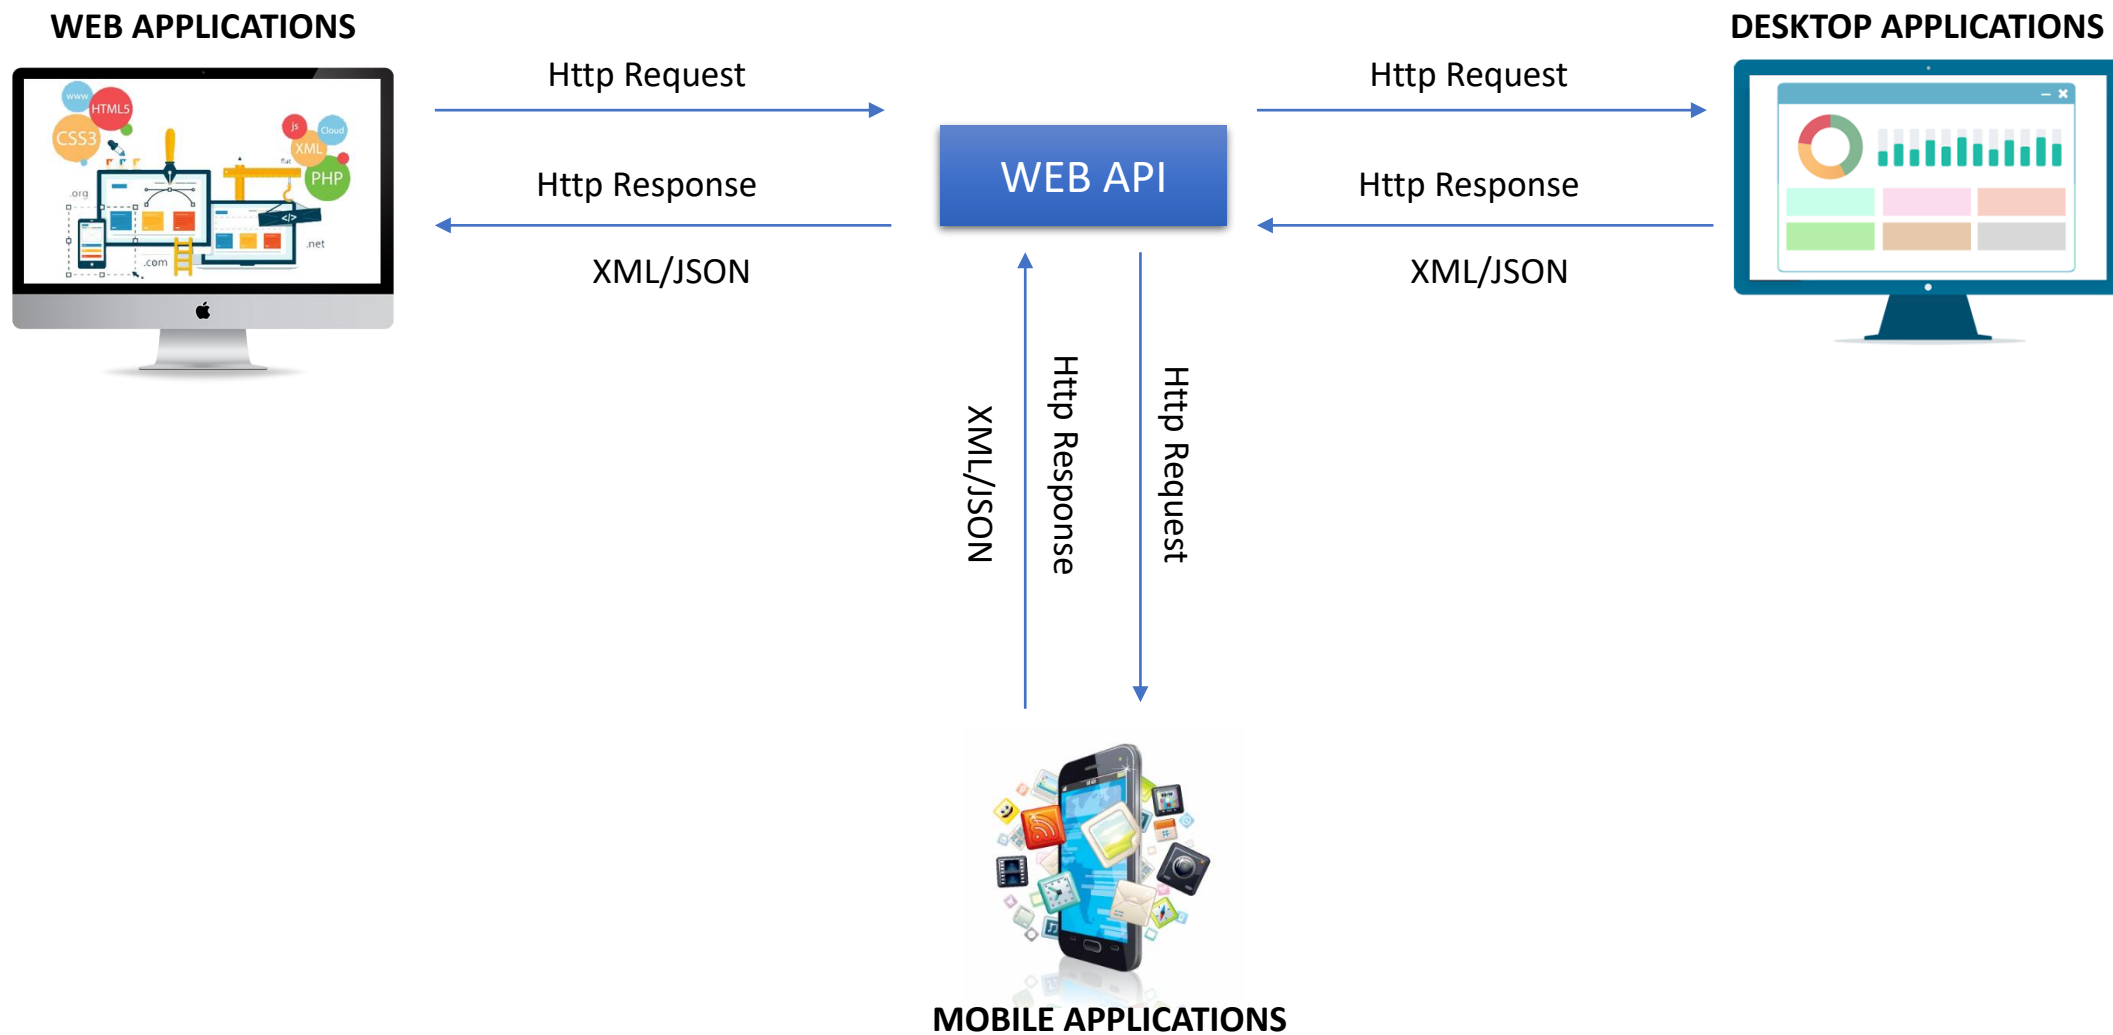 WEB APPLICATIONS
DESKTOP APPLICATIONS
Http Request
Http Request
www
HTML5
CSS3
js
Cloud
XML
flat
PHP
.org
</>
.net
.com
WEB API
Http Response
Http Response
XML/JSON
XML/JSON
XML/JSON
Http Response
Http Request
MOBILE APPLICATIONS